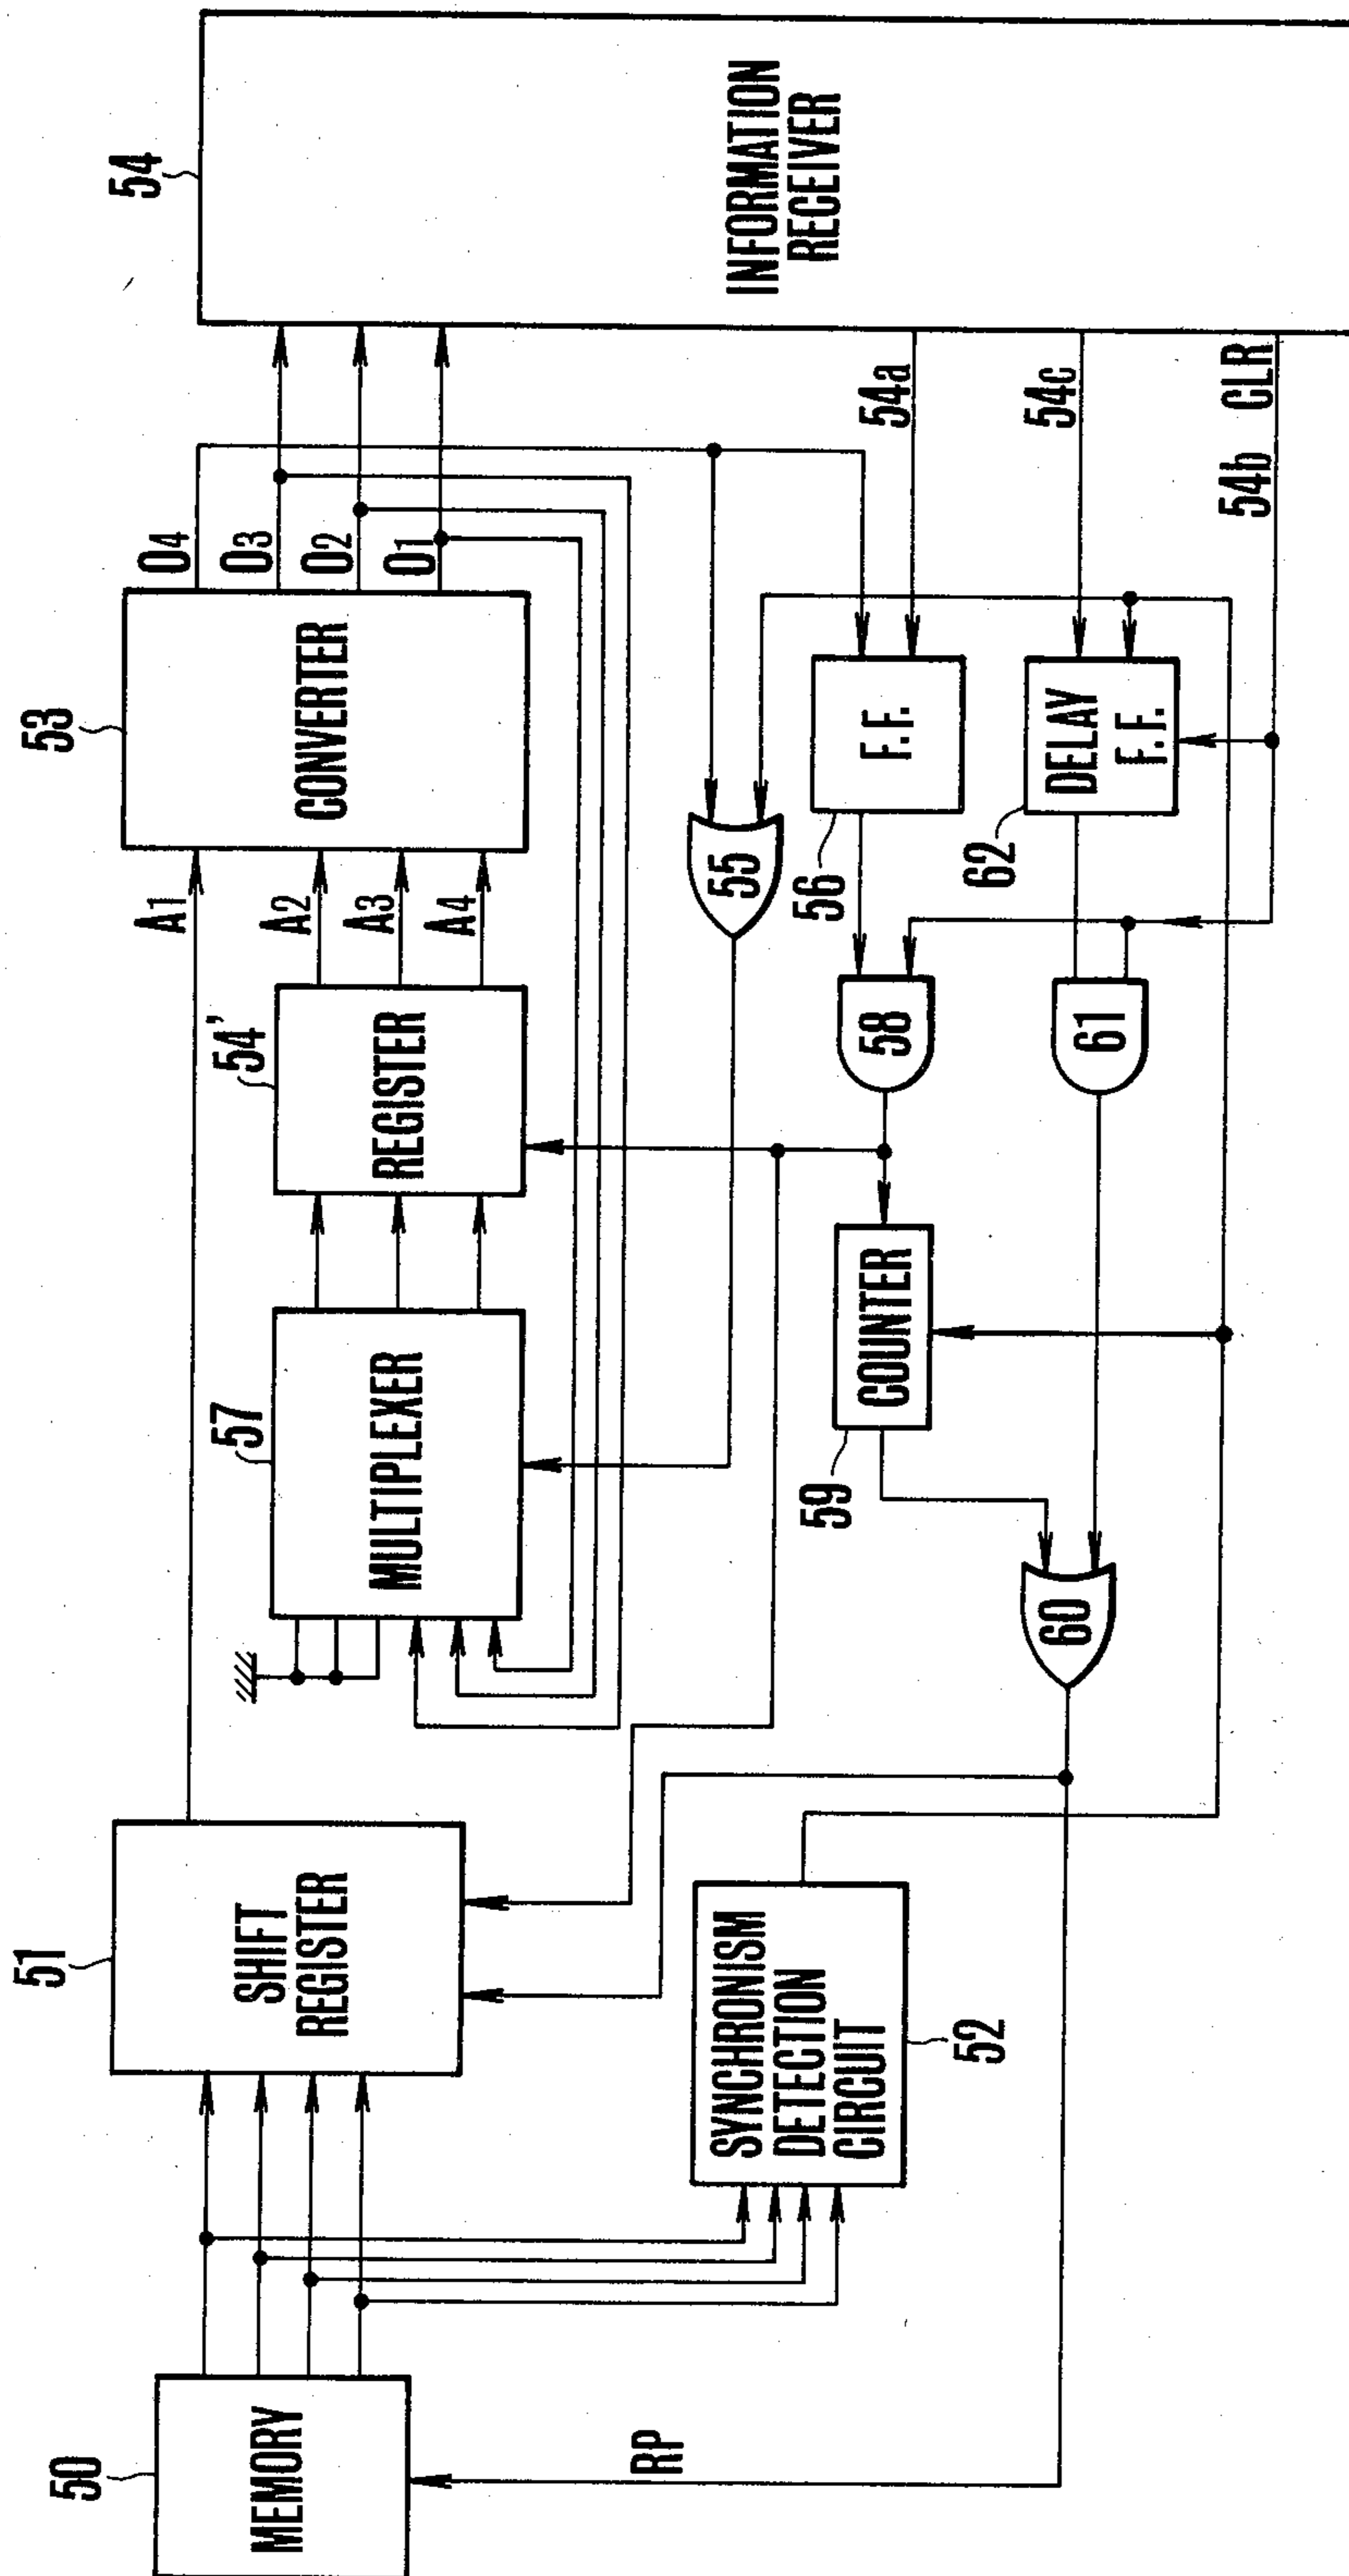 50
MEMORY
RP
51
SHIFT
REGISTER
52
SYNCHRONISM
DETECTION
CIRCUIT
57
MULTIPLEXER
54'
REGISTER
A1
A2
A3
A4
53
CONVERTER
O4
O3
O2
O1
54
INFORMATION
RECEIVER
55
56
F.F.
54a
58
59
COUNTER
60
61
62
DELAY
F.F.
54c
54b CLR